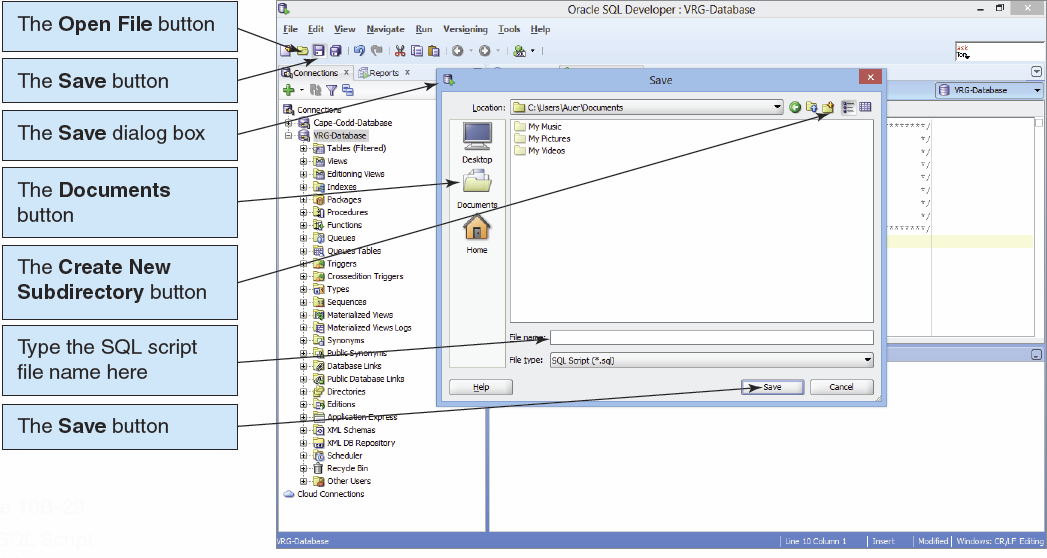 The Open File button
The Save button
The Save dialog box
The Documents
button
The Create New
Subdirectory button
Type the SQL script
file name here
The Save button
Oracle SQL Developer : VRG-Database
File Edit View Navigate Run Versioning Tools Help
Connections x Reports x
VRG-Database
Connections
Cape-Codd-Database
VRG-Database
Tables (Filtered)
Views
Editioning Views
Indexes
Packages
Procedures
Functions
Queues
Queues Tables
Triggers
Crossedition Triggers
Types
Sequences
Materialized Views
Materialized Views Logs
Synonyms
Public Synonyms
Database Links
Public Database Links
Directories
Editions
Application Express
XML Schemas
XML DB Repository
Scheduler
Recycle Bin
Other Users
Cloud Connections
Save
Location: C:\Users\Auer\Documents
Desktop
Documents
Home
My Music
My Pictures
My Videos
File name:
File type: SQL Script (*.sql)
Help Save Cancel
********/
*/
*/
*/
*/
*/
*/
*/
********/
VRG-Database Line 10 Column 1 Insert Modified Windows: CR/LF Editing